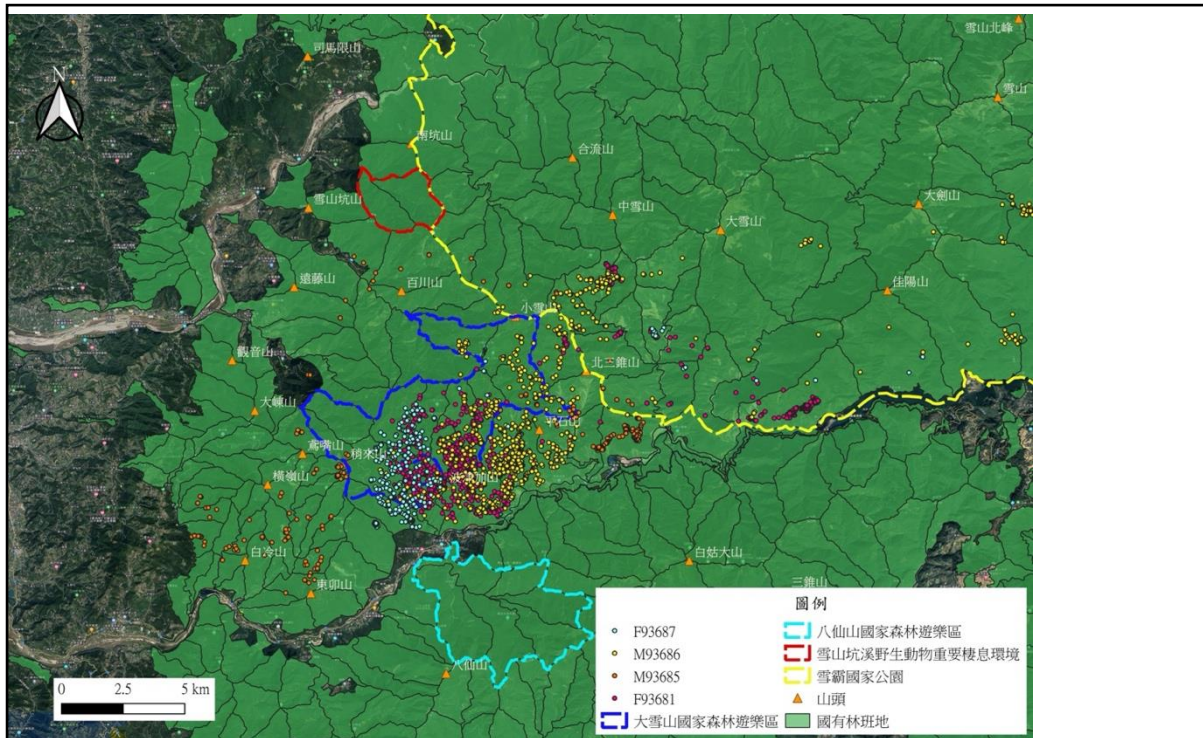 司馬限山
雪山北峰
N
雪山
南坑山
合流山
雪山坑山
中雪山
大劍山
大雪山
遠藤山
百川山
佳陽山
小雪山
觀音山
北三錐山
大崠山
鳶嘴山
稍來山
橫嶺山
白冷山
白姑大山
東卯山
三錐山
八仙山
0 2.5 5 km
圖例
F93687
M93686
M93685
F93681
大雪山國家森林遊樂區
八仙山國家森林遊樂區
雪山坑溪野生動物重要棲息環境
雪霸國家公園
山頭
國有林班地